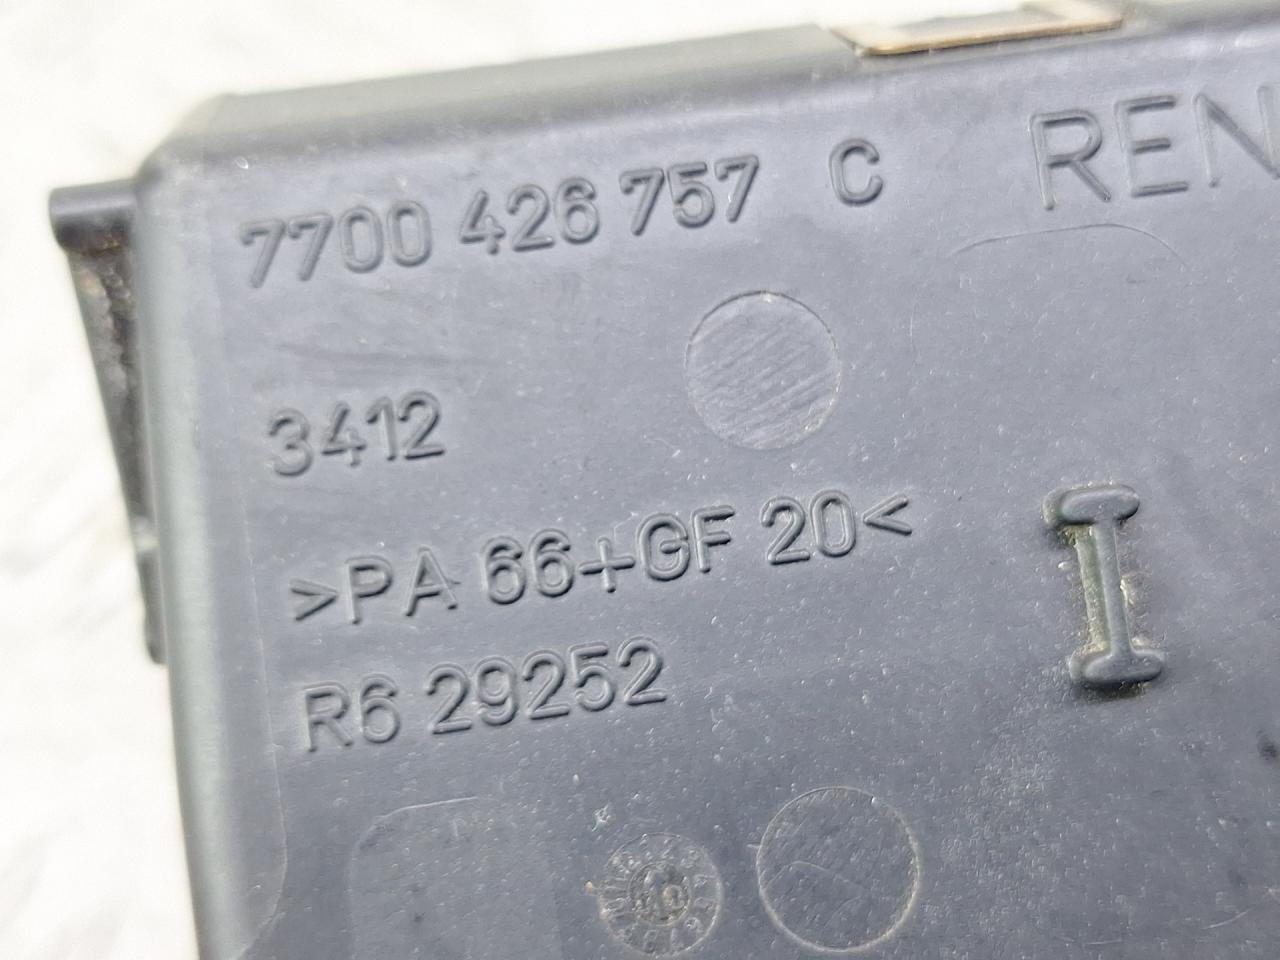 7700 426 757 C REN
3412
>PA 66+GF 20<
R6 29252